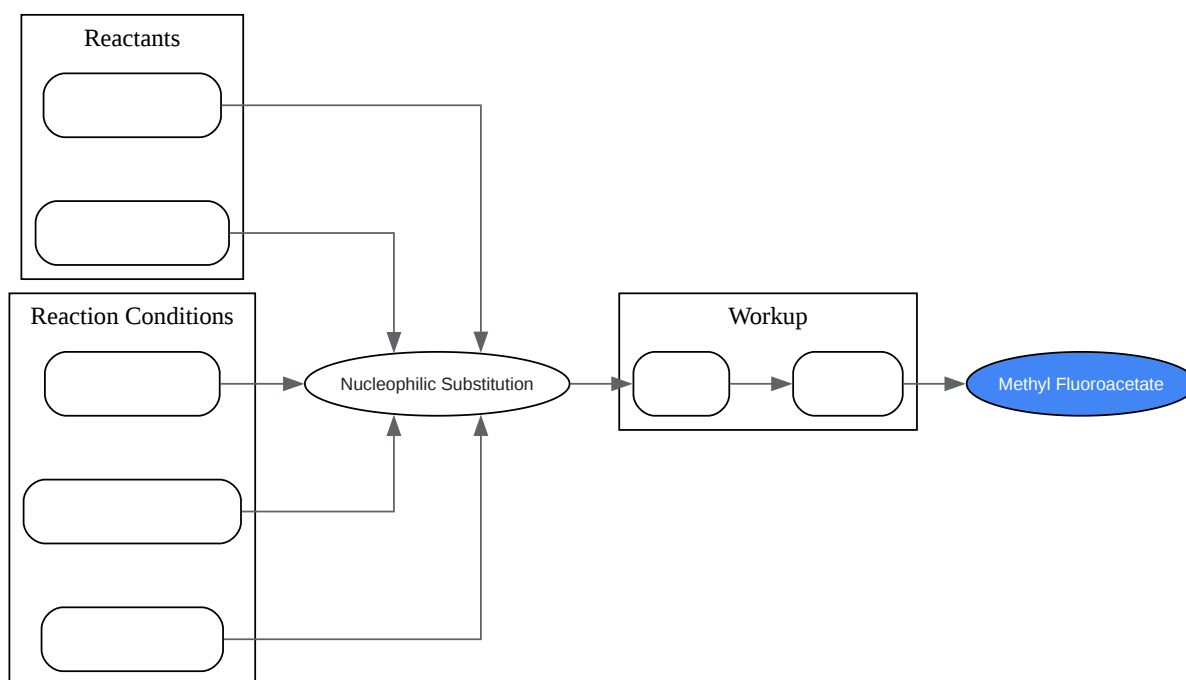 Reactants
Reaction Conditions
Nucleophilic Substitution
Workup
Methyl Fluoroacetate